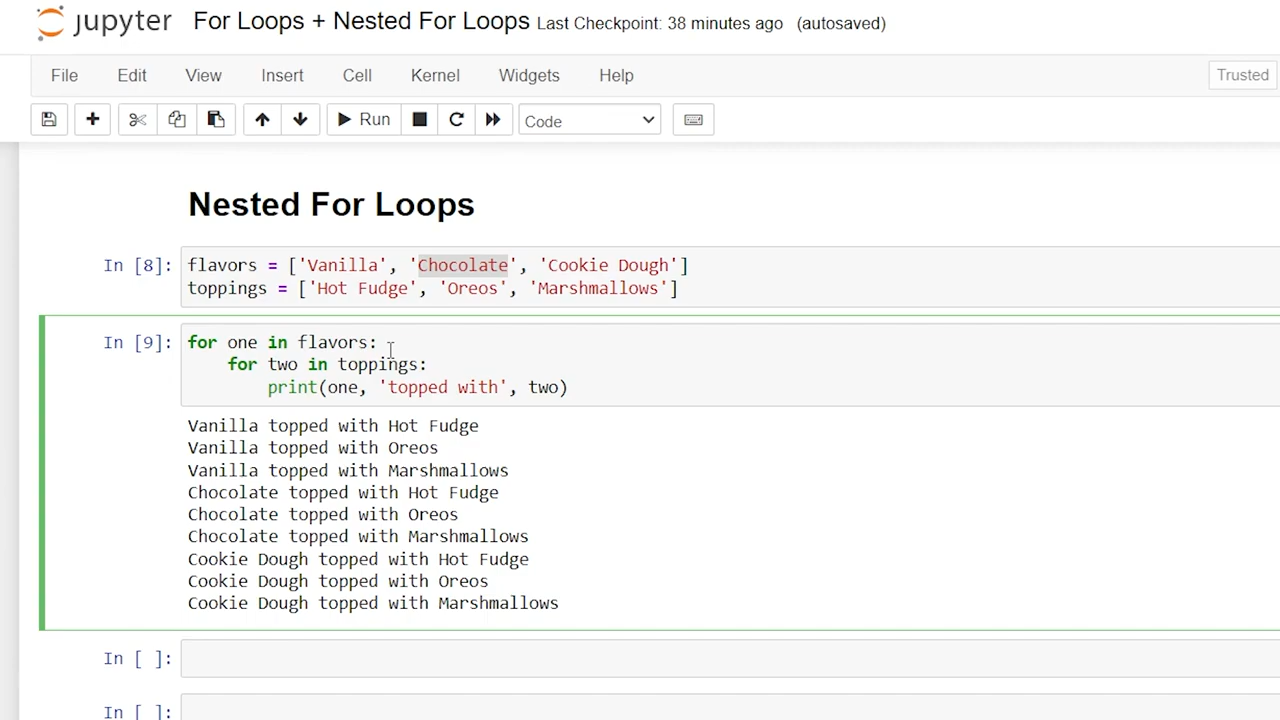 jupyter For Loops + Nested For Loops Last Checkpoint: 38 minutes ago (autosaved)
File Edit View Insert Cell Kernel Widgets Help Trusted
Run Code
Nested For Loops
In [8]: flavors = ['Vanilla', 'Chocolate', 'Cookie Dough']
toppings = ['Hot Fudge', 'Oreos', 'Marshmallows']
In [9]: for one in flavors:
for two in toppings:
print(one, 'topped with', two)
Vanilla topped with Hot Fudge
Vanilla topped with Oreos
Vanilla topped with Marshmallows
Chocolate topped with Hot Fudge
Chocolate topped with Oreos
Chocolate topped with Marshmallows
Cookie Dough topped with Hot Fudge
Cookie Dough topped with Oreos
Cookie Dough topped with Marshmallows
In [ ]:
In [ ]: